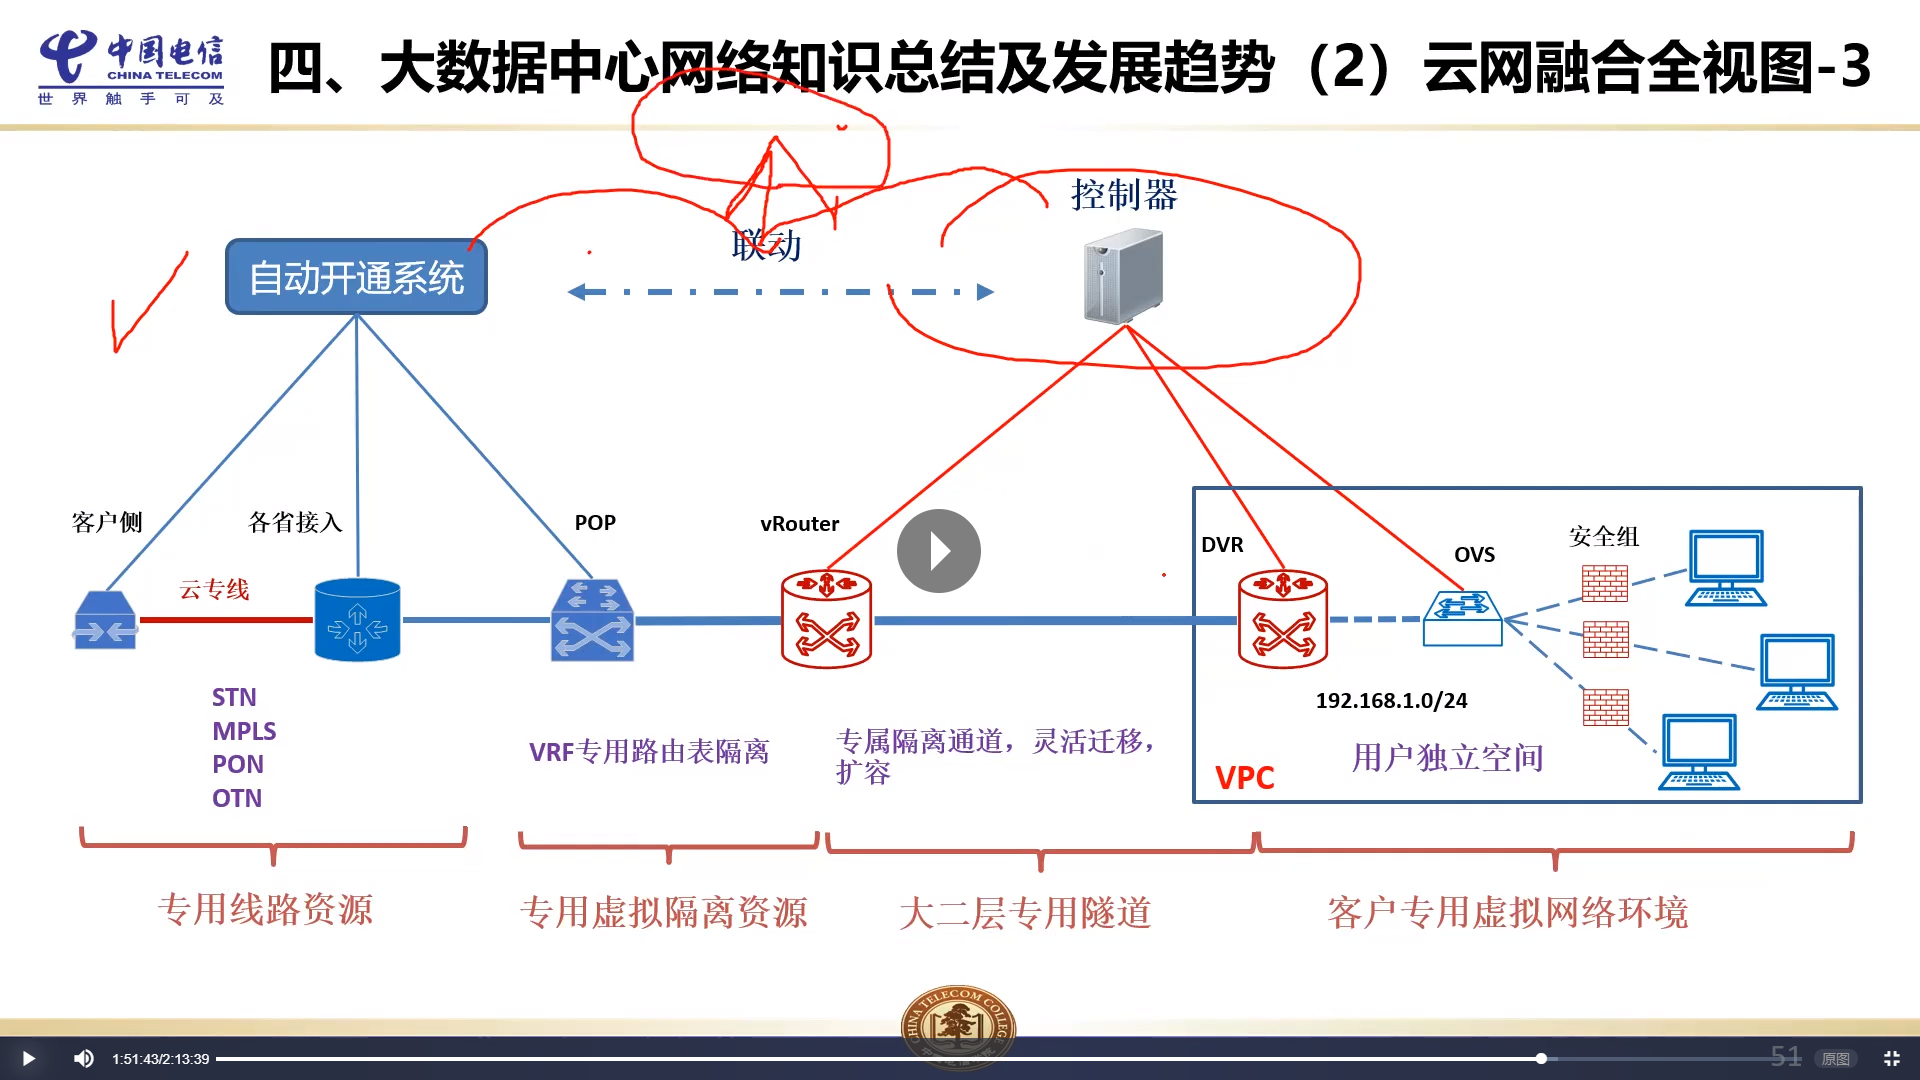 中国电信
CHINA TELECOM
世界触手可及
四、大数据中心网络知识总结及发展趋势（2）云网融合全视图-3
控制器
联动
自动开通系统
客户侧
各省接入
POP
vRouter
DVR
OVS
安全组
云专线
STN
MPLS
PON
OTN
VRF专用路由表隔离
专属隔离通道，灵活迁移，
扩容
192.168.1.0/24
用户独立空间
VPC
专用线路资源
专用虚拟隔离资源
大二层专用隧道
客户专用虚拟网络环境
CHINA TELECOM COLLEGE
1:51:43/2:13:39
51
原图